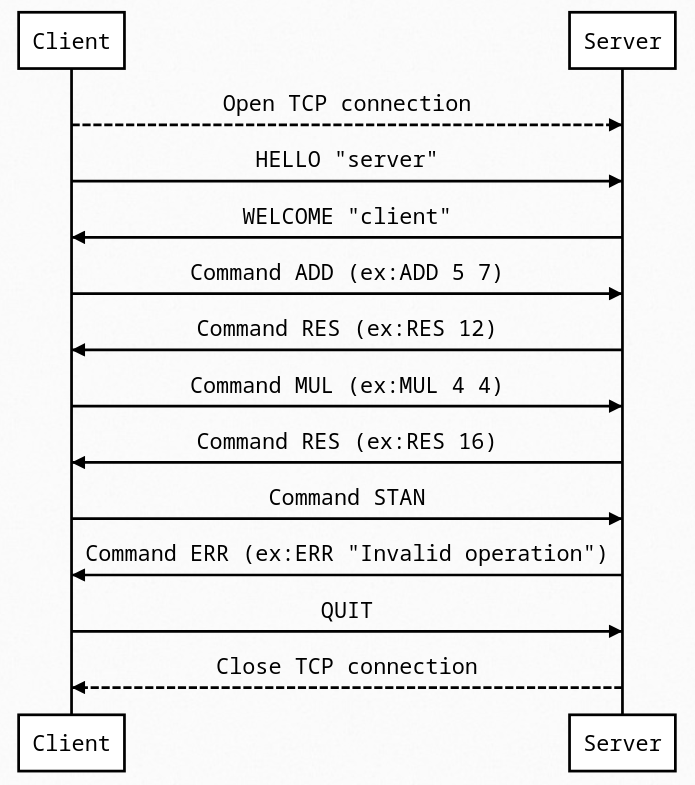 Client Server
Open TCP connection
HELLO "server"
WELCOME "client"
Command ADD (ex:ADD 5 7)
Command RES (ex:RES 12)
Command MUL (ex:MUL 4 4)
Command RES (ex:RES 16)
Command STAN
Command ERR (ex:ERR "Invalid operation")
QUIT
Close TCP connection
Client Server